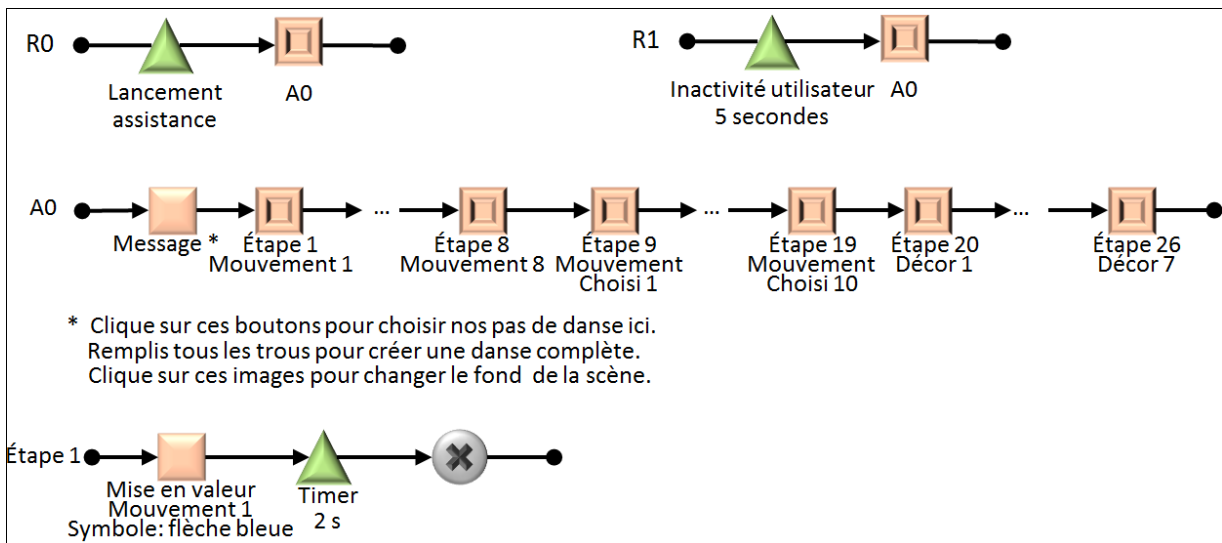 R0
Lancement
assistance
A0
R1
Inactivité utilisateur
5 secondes
A0
A0
Message *
Étape 1
Mouvement 1
...
Étape 8
Mouvement 8
Étape 9
Mouvement
Choisi 1
...
Étape 19
Mouvement
Choisi 10
Étape 20
Décor 1
...
Étape 26
Décor 7
* Clique sur ces boutons pour choisir nos pas de danse ici.
Remplis tous les trous pour créer une danse complète.
Clique sur ces images pour changer le fond de la scène.
Étape 1
Mise en valeur
Mouvement 1
Symbole: flèche bleue
Timer
2 s